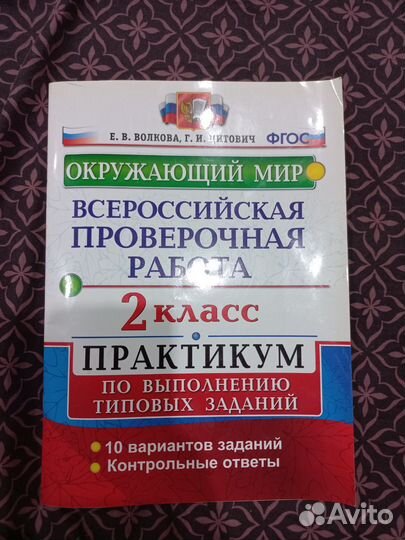 Е. В. ВОЛКОВА, Г. И. ЦИТОВИЧ ФГОС
ОКРУЖАЮЩИЙ МИР
ВСЕРОССИЙСКАЯ
ПРОВЕРОЧНАЯ
РАБОТА
2 КЛАСС
ПРАКТИКУМ
ПО ВЫПОЛНЕНИЮ
ТИПОВЫХ ЗАДАНИЙ
10 вариантов заданий
Контрольные ответы
Avito